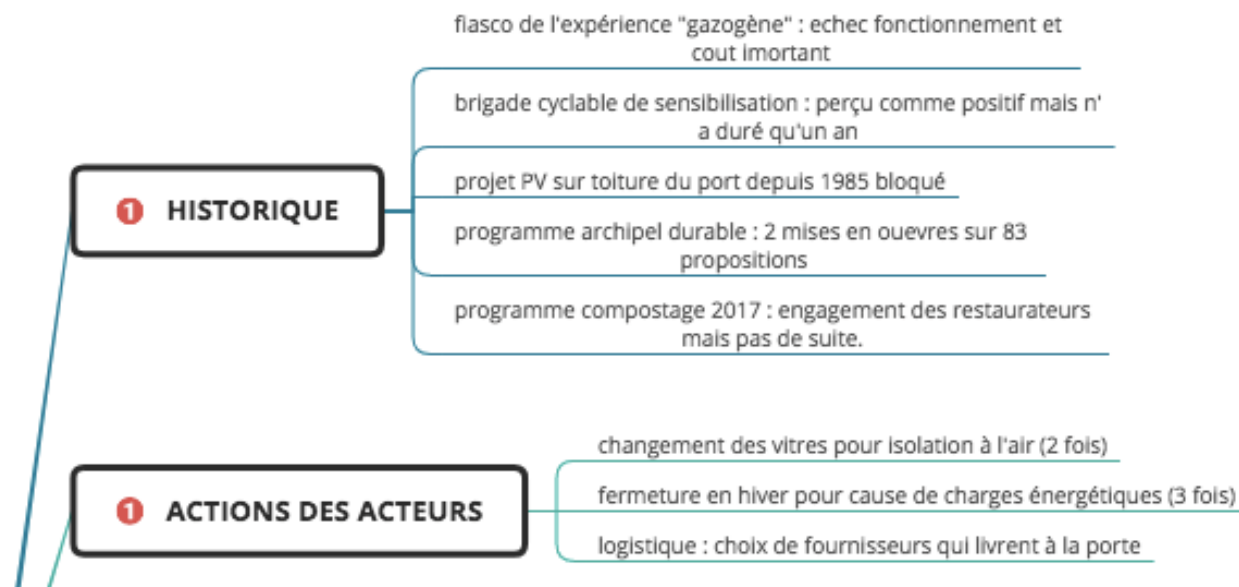 fiasco de l'expérience "gazogène" : echec fonctionnement et
cout imortant
brigade cyclable de sensibilisation : perçu comme positif mais n'
a duré qu'un an
projet PV sur toiture du port depuis 1985 bloqué
programme archipel durable : 2 mises en ouevres sur 83
propositions
programme compostage 2017 : engagement des restaurateurs
mais pas de suite.
1 HISTORIQUE
changement des vitres pour isolation à l'air (2 fois)
fermeture en hiver pour cause de charges énergétiques (3 fois)
logistique : choix de fournisseurs qui livrent à la porte
1 ACTIONS DES ACTEURS